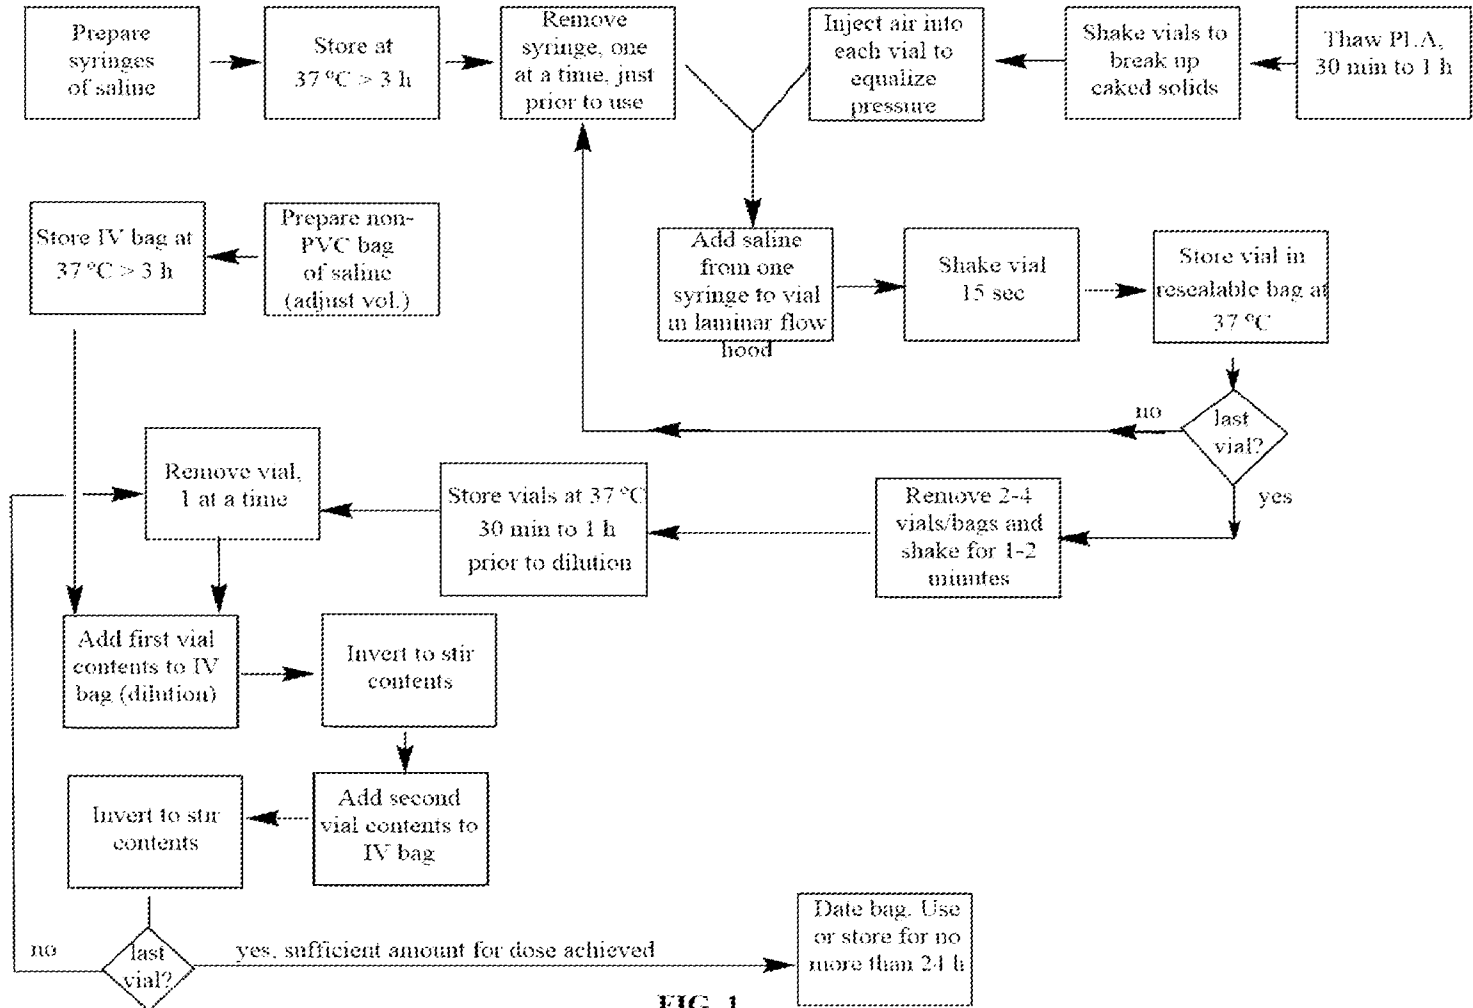 Prepare
syringes
of saline
Store at
37 ºC > 3 h
Remove
syringe, one
at a time, just
prior to use
Inject air into
each vial to
equalize
pressure
Shake vials to
break up
caked solids
Thaw PLA,
30 min to 1 h
Store IV bag at
37 ºC > 3 h
Prepare non-
PVC bag
of saline
(adjust vol.)
Add saline
from one
syringe to vial
in laminar flow
hood
Shake vial
15 sec
Store vial in
resealable bag at
37 ºC
last
vial?
no
yes
Remove vial,
1 at a time
Store vials at 37 ºC
30 min to 1 h
prior to dilution
Remove 2-4
vials/bags and
shake for 1-2
minutes
Add first vial
contents to IV
bag (dilution)
Invert to stir
contents
Invert to stir
contents
Add second
vial contents to
IV bag
no
last
vial?
yes, sufficient amount for dose achieved
Date bag. Use
or store for no
more than 24 h
FIG. 1